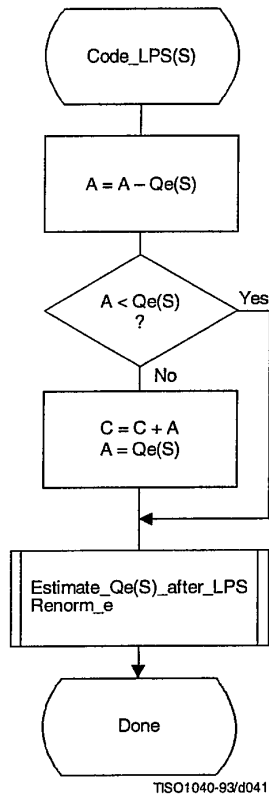 Code_LPS(S)
A = A – Qe(S)
A < Qe(S)
?
Yes
No
C = C + A
A = Qe(S)
Estimate_Qe(S)_after_LPS
Renorm_e
Done
TISO1040-93/d041